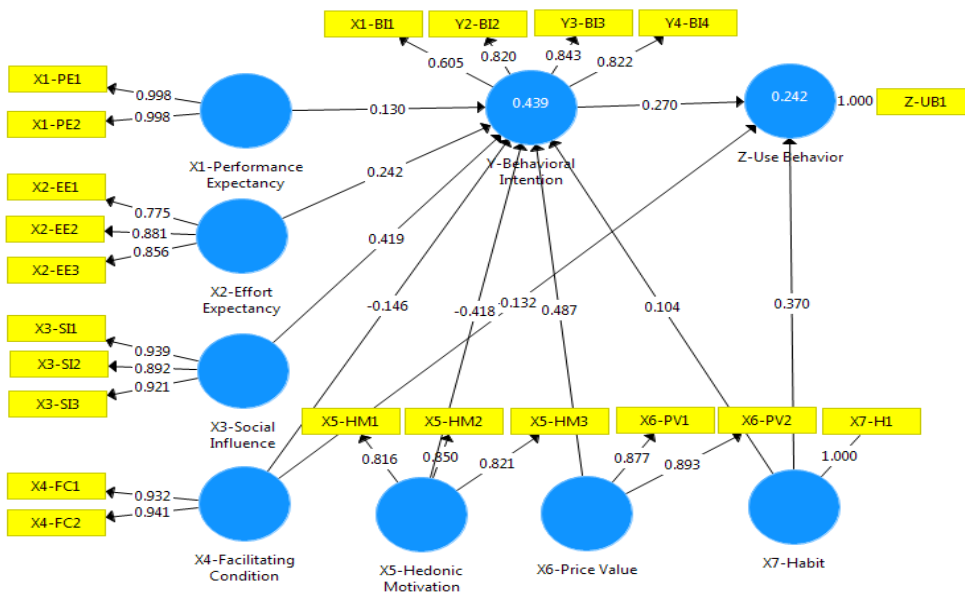 X1-BI1
Y2-BI2
Y3-BI3
Y4-BI4
0.605
0.820
0.843
0.822
X1-PE1
X1-PE2
0.998
0.998
X1-Performance
Expectancy
0.130
0.439
Y-Behavioral
Intention
0.270
0.242
Z-Use Behavior
1.000
Z-UB1
X2-EE1
X2-EE2
X2-EE3
0.775
0.881
0.856
X2-Effort
Expectancy
0.242
X3-SI1
X3-SI2
X3-SI3
0.939
0.892
0.921
X3-Social
Influence
0.419
-0.146
-0.418
-0.132
0.487
0.104
0.370
X4-FC1
X4-FC2
0.932
0.941
X4-Facilitating
Condition
X5-HM1
X5-HM2
X5-HM3
0.816
0.850
0.821
X5-Hedonic
Motivation
X6-PV1
X6-PV2
0.877
0.893
X6-Price Value
X7-H1
1.000
X7-Habit